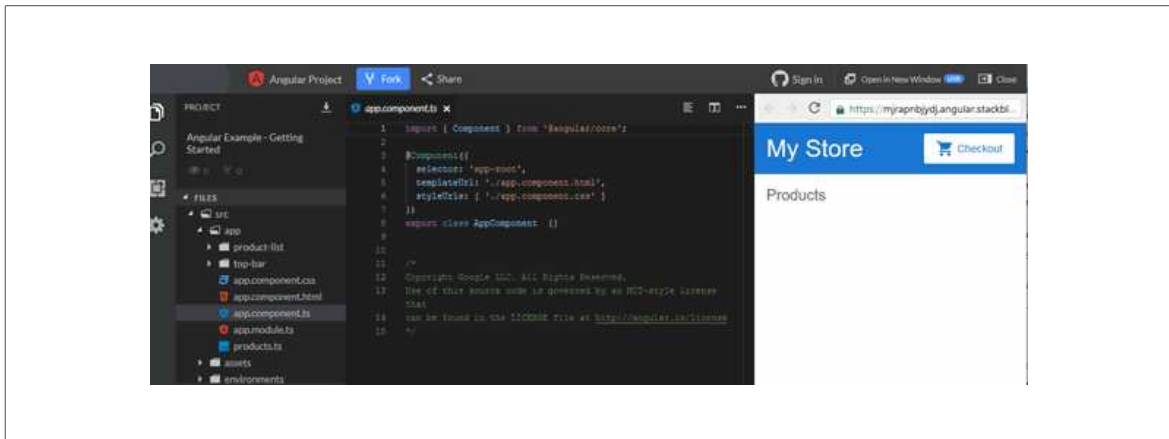 Angular Project
Fork
Share
Sign in
Open in New Window LIVE
Close
PROJECT
Angular Example - Getting
Started
0 0
FILES
src
app
product-list
top-bar
app.component.css
app.component.html
app.component.ts
app.module.ts
products.ts
assets
environments
app.component.ts ×
1 import { Component } from '@angular/core';
2
3 @Component({
4 selector: 'app-root',
5 templateUrl: './app.component.html',
6 styleUrls: [ './app.component.css' ]
7 })
8 export class AppComponent {}
9
10
11 /*
12 Copyright Google LLC. All Rights Reserved.
13 Use of this source code is governed by an MIT-style license
that
14 can be found in the LICENSE file at http://angular.io/license
15 */
https://mjrapnbjydj.angular.stackbl...
My Store
Checkout
Products